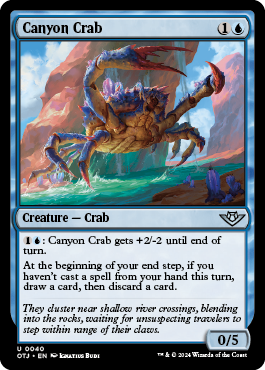 Canyon Crab 1
Creature — Crab
1 : Canyon Crab gets +2/-2 until end of
turn.
At the beginning of your end step, if you
haven't cast a spell from your hand this turn,
draw a card, then discard a card.
They cluster near shallow river crossings, blending
into the rocks, waiting for unsuspecting travelers to
step within range of their claws.
0/5
U 0040
OTJ • EN Ignatius Budi
™ & © 2024 Wizards of the Coast